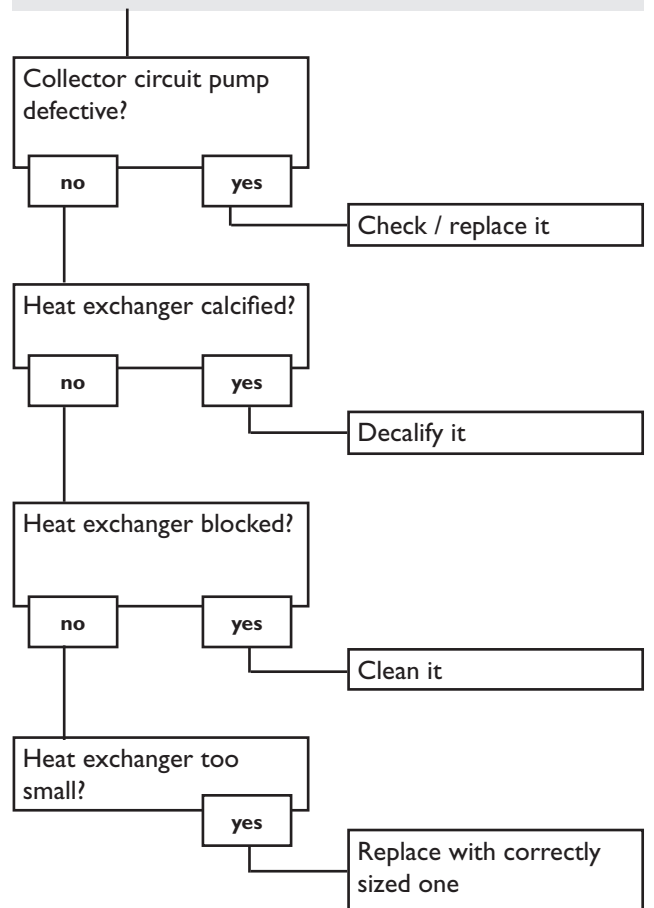 Collector circuit pump
defective?
no
yes
Check / replace it
Heat exchanger calcified?
no
yes
Decalify it
Heat exchanger blocked?
no
yes
Clean it
Heat exchanger too
small?
yes
Replace with correctly
sized one